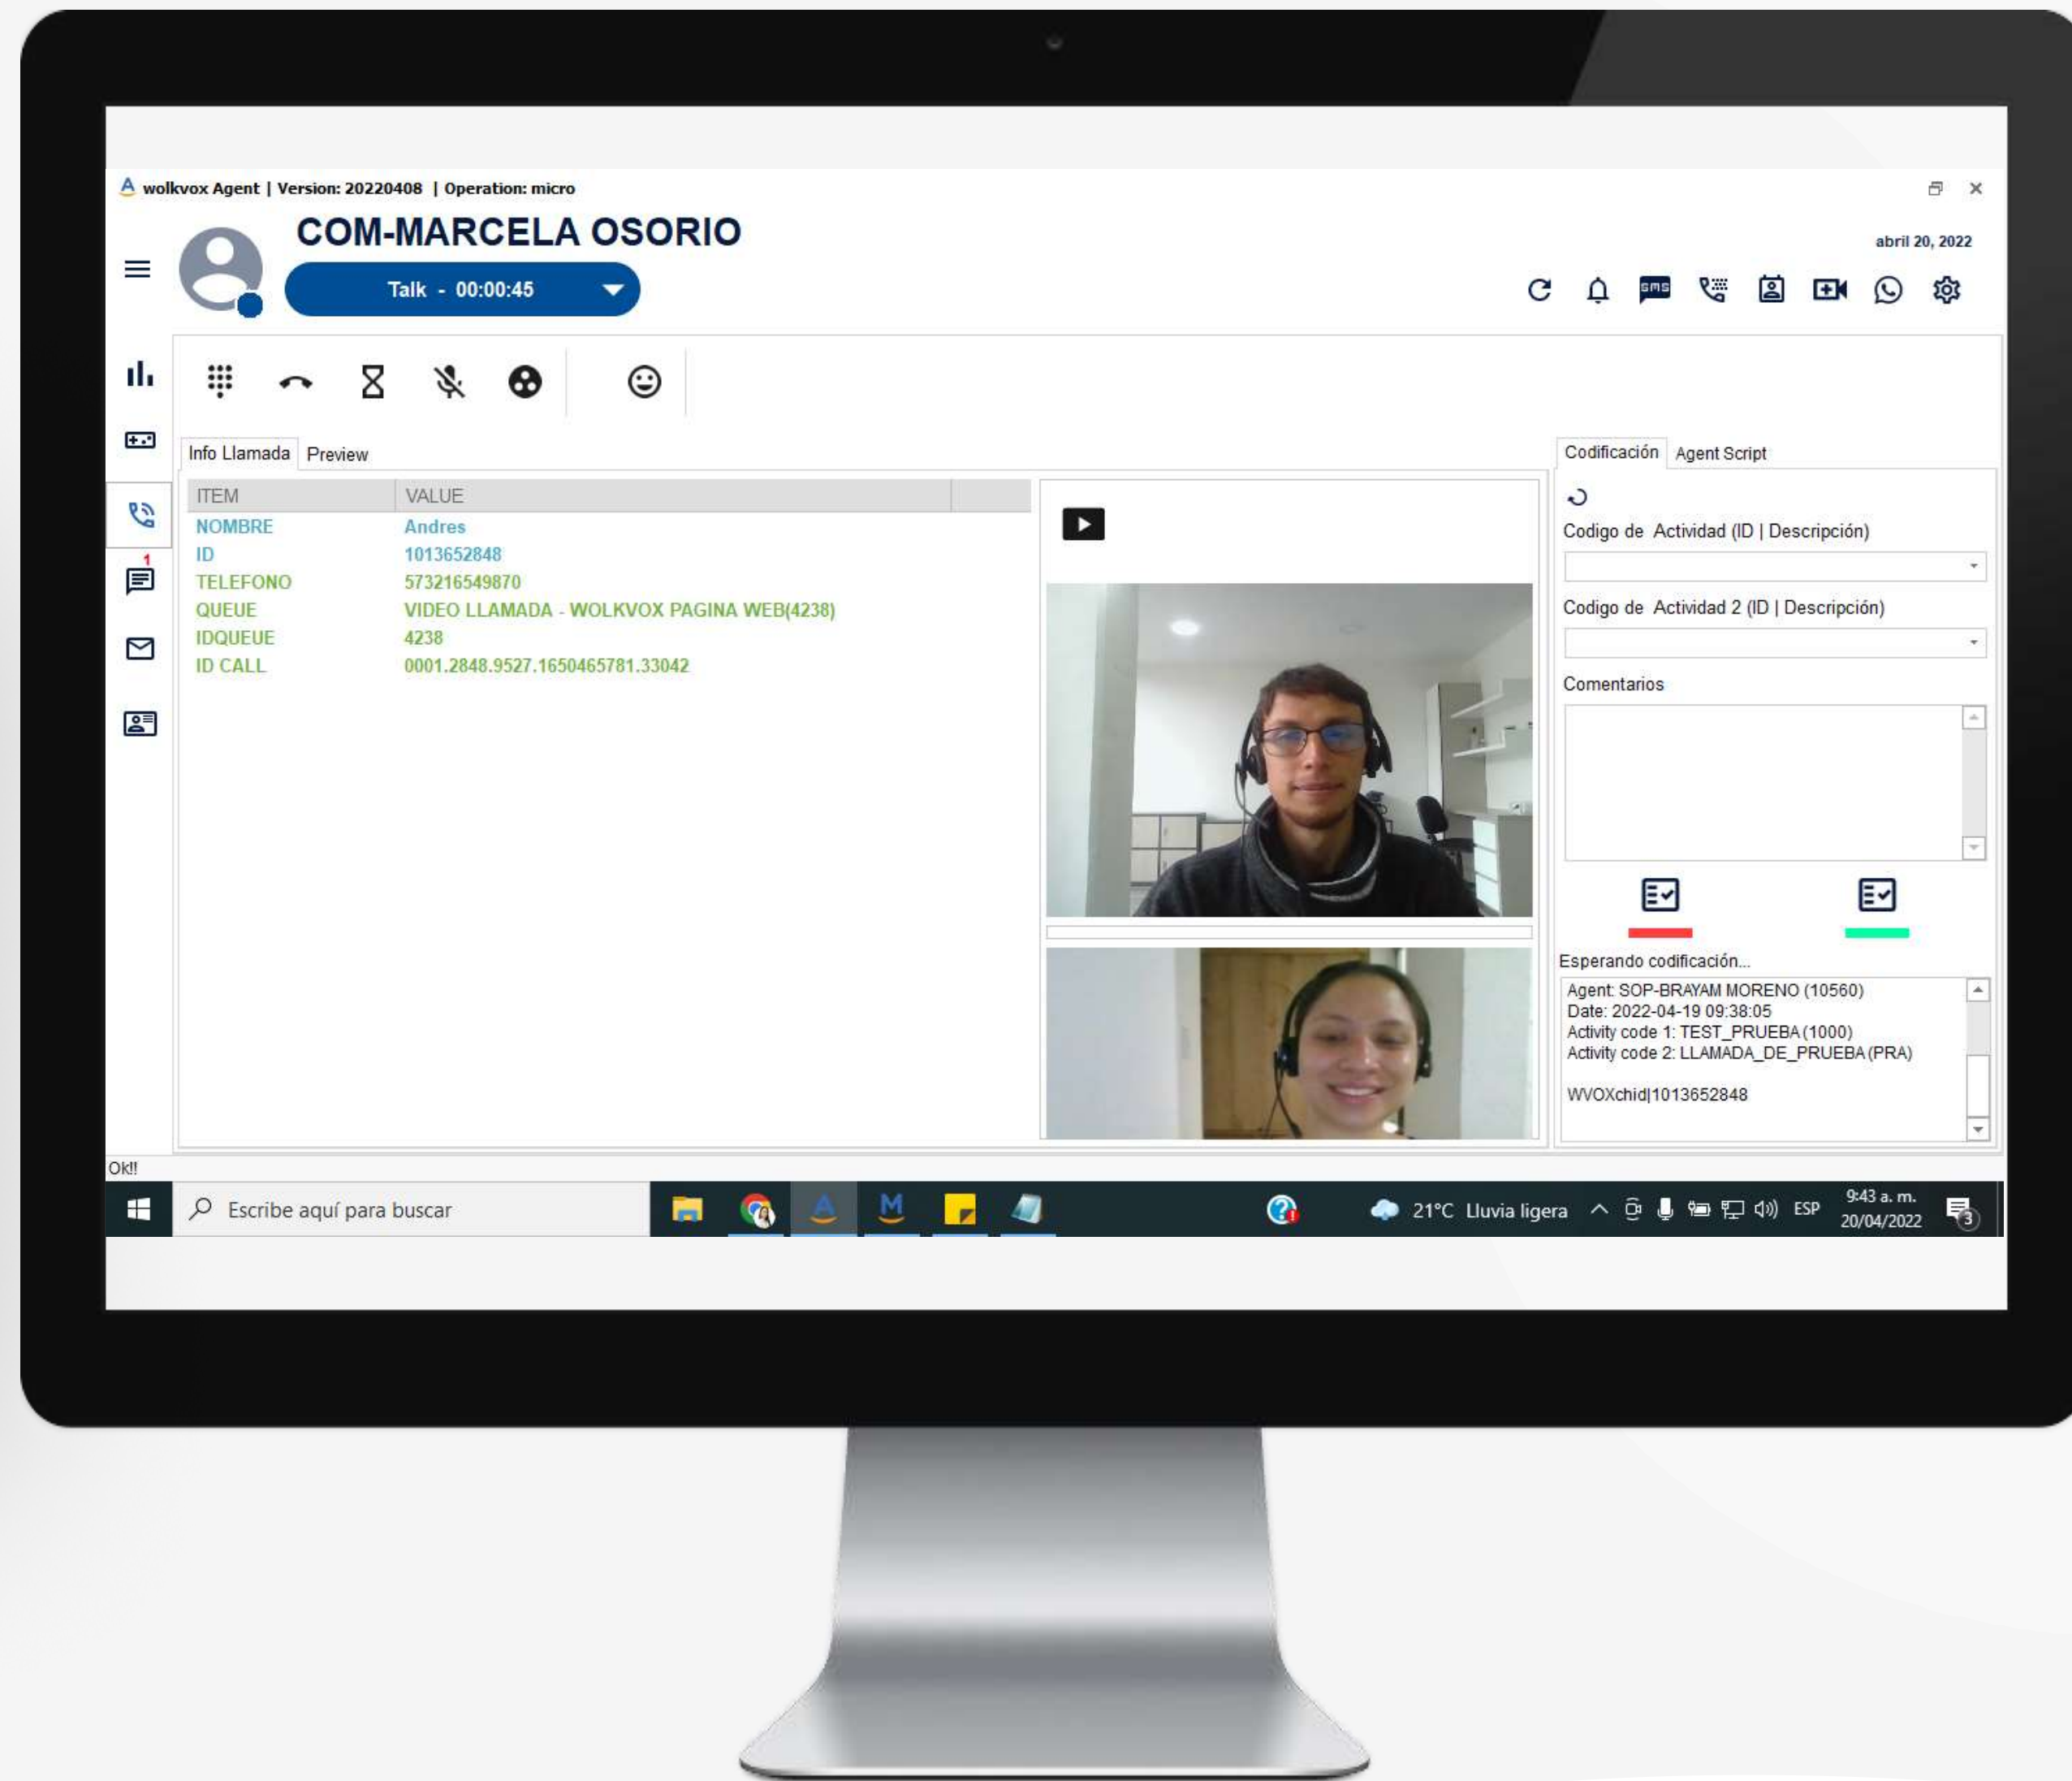 wolkvox Agent | Version: 20220408 | Operation: micro
COM-MARCELA OSORIO
abril 20, 2022
Talk - 00:00:45
SMS
Info Llamada Preview
ITEM VALUE
NOMBRE Andres
ID 1013652848
TELEFONO 573216549870
QUEUE VIDEO LLAMADA - WOLKVOX PAGINA WEB(4238)
IDQUEUE 4238
ID CALL 0001.2848.9527.1650465781.33042
1
Codificación Agent Script
Codigo de Actividad (ID | Descripción)
Codigo de Actividad 2 (ID | Descripción)
Comentarios
Esperando codificación...
Agent: SOP-BRAYAM MORENO (10560)
Date: 2022-04-19 09:38:05
Activity code 1: TEST_PRUEBA (1000)
Activity code 2: LLAMADA_DE_PRUEBA (PRA)
WVOXchid|1013652848
Ok!!
Escribe aquí para buscar
21°C Lluvia ligera
ESP
9:43 a. m.
20/04/2022
3